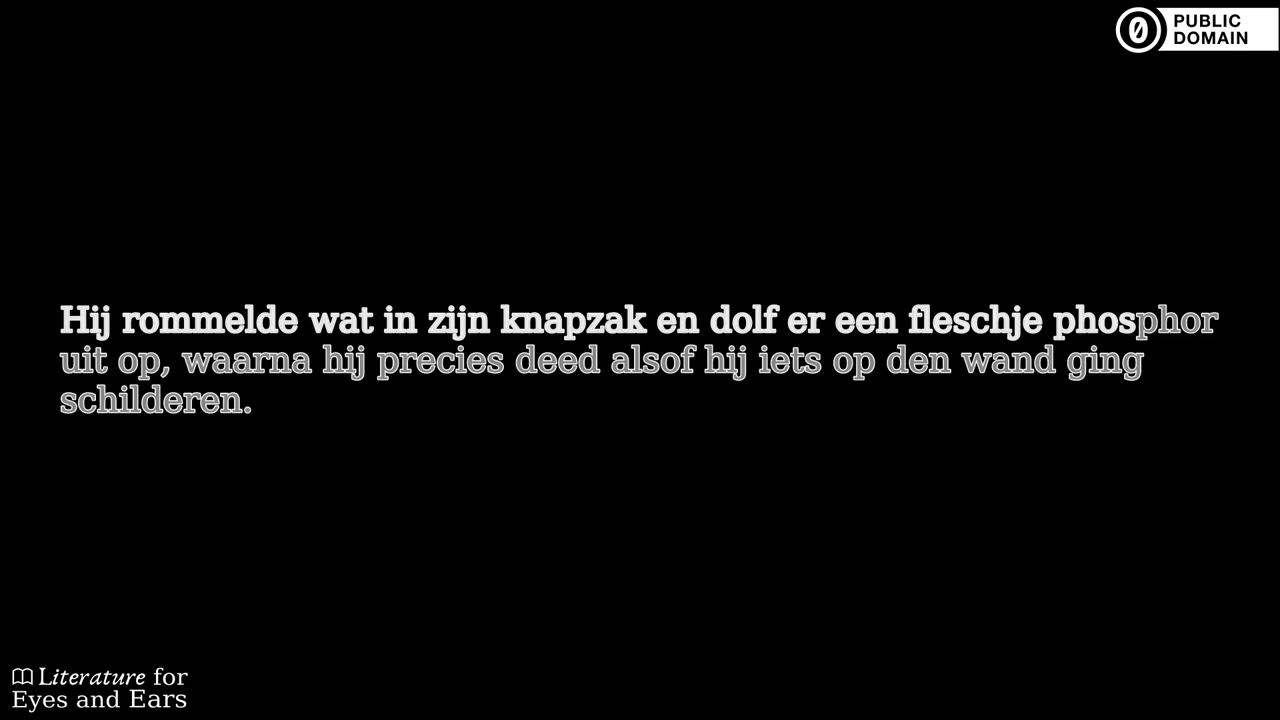 PUBLIC
DOMAIN
Hij rommelde wat in zijn knapzak en dolf er een fleschje phosphor
uit op, waarna hij precies deed alsof hij iets op den wand ging
schilderen.
Literature for
Eyes and Ears